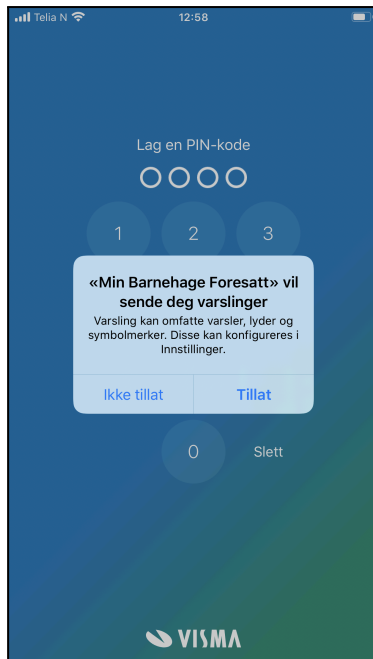 Telia N 12:58
Lag en PIN-kode
1 2 3
«Min Barnehage Foresatt» vil
sende deg varslinger
Varsling kan omfatte varsler, lyder og
symbolmerker. Disse kan konfigureres i
Innstillinger.
Ikke tillat Tillat
0 Slett
VISMA